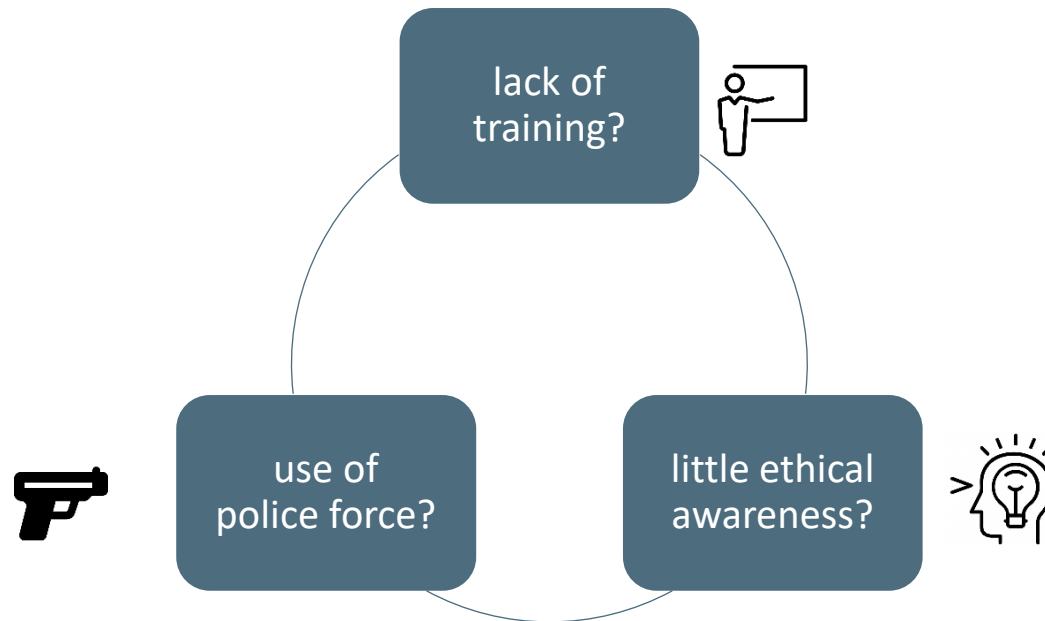 lack of
training?
use of
police force?
little ethical
awareness?